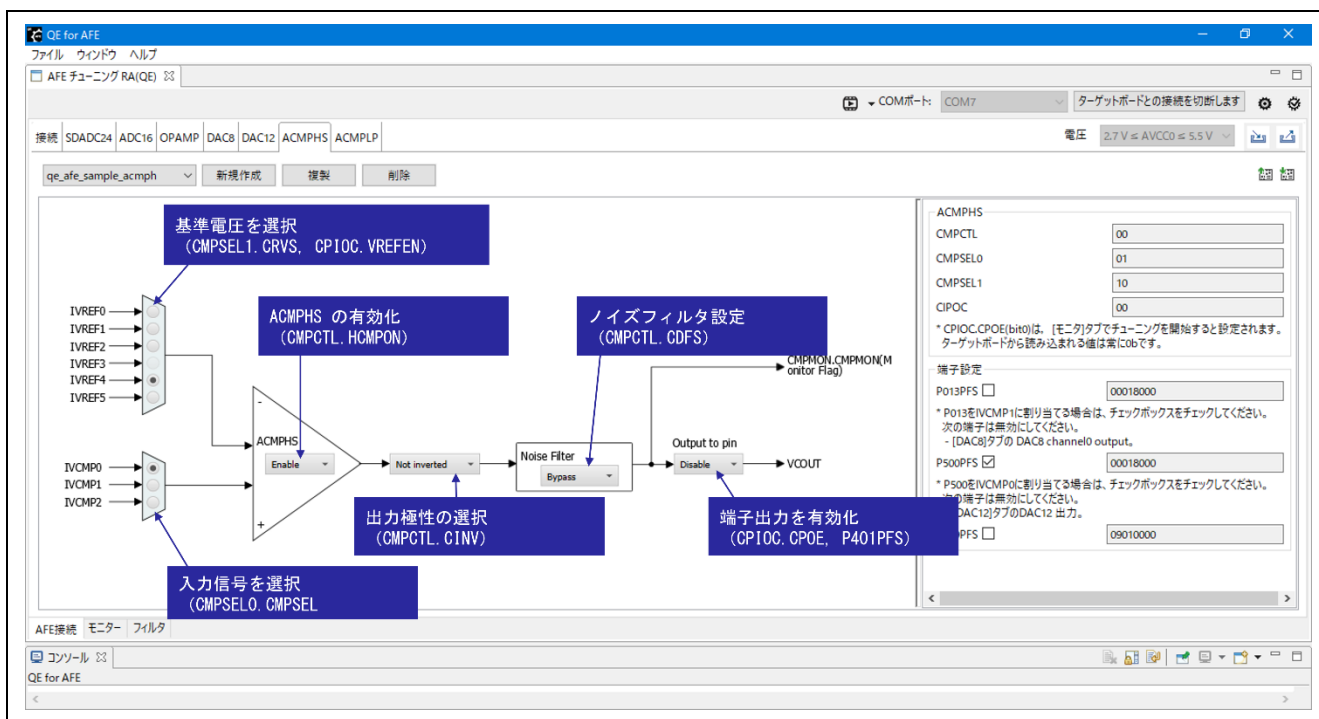 QE for AFE
ファイル ウィンドウ ヘルプ
AFE チューニング RA(QE)
COMポート: COM7 ターゲットボードとの接続を切断します
接続 SDADC24 ADC16 OPAMP DAC8 DAC12 ACMPHS ACMPLP
電圧 2.7 V ≤ AVCC0 ≤ 5.5 V
qe_afe_sample_acmph 新規作成 複製 削除
基準電圧を選択
(CMPSEL1.CRVS, CPIOC.VREFEN)
IVREF0
IVREF1
IVREF2
IVREF3
IVREF4
IVREF5
ACMPHS の有効化
(CMPCTL.HCMPON)
ノイズフィルタ設定
(CMPCTL.CDFS)
CMPMON.CMPMON(M
onitor Flag)
-
ACMPHS
Enable
+
Not inverted
Noise Filter
Bypass
Output to pin
Disable
VCOUT
IVCMP0
IVCMP1
IVCMP2
出力極性の選択
(CMPCTL.CINV)
端子出力を有効化
(CPIOC.CPOE, P401PFS)
入力信号を選択
(CMPSEL0.CMPSEL
ACMPHS
CMPCTL 00
CMPSEL0 01
CMPSEL1 10
CIPOC 00
* CPIOC.CPOE(bit0)は、[モニタ]タブでチューニングを開始すると設定されます。
ターゲットボードから読み込まれる値は常に0bです。
端子設定
P013PFS 00018000
* P013をIVCMP1に割り当てる場合は、チェックボックスをチェックしてください。
次の端子は無効にしてください。
- [DAC8]タブの DAC8 channel0 output。
P500PFS 00018000
* P500をIVCMP0に割り当てる場合は、チェックボックスをチェックしてください。
の端子は無効にしてください。
DAC12]タブのDAC12 出力。
PFS 09010000
AFE接続 モニター フィルタ
コンソール
QE for AFE